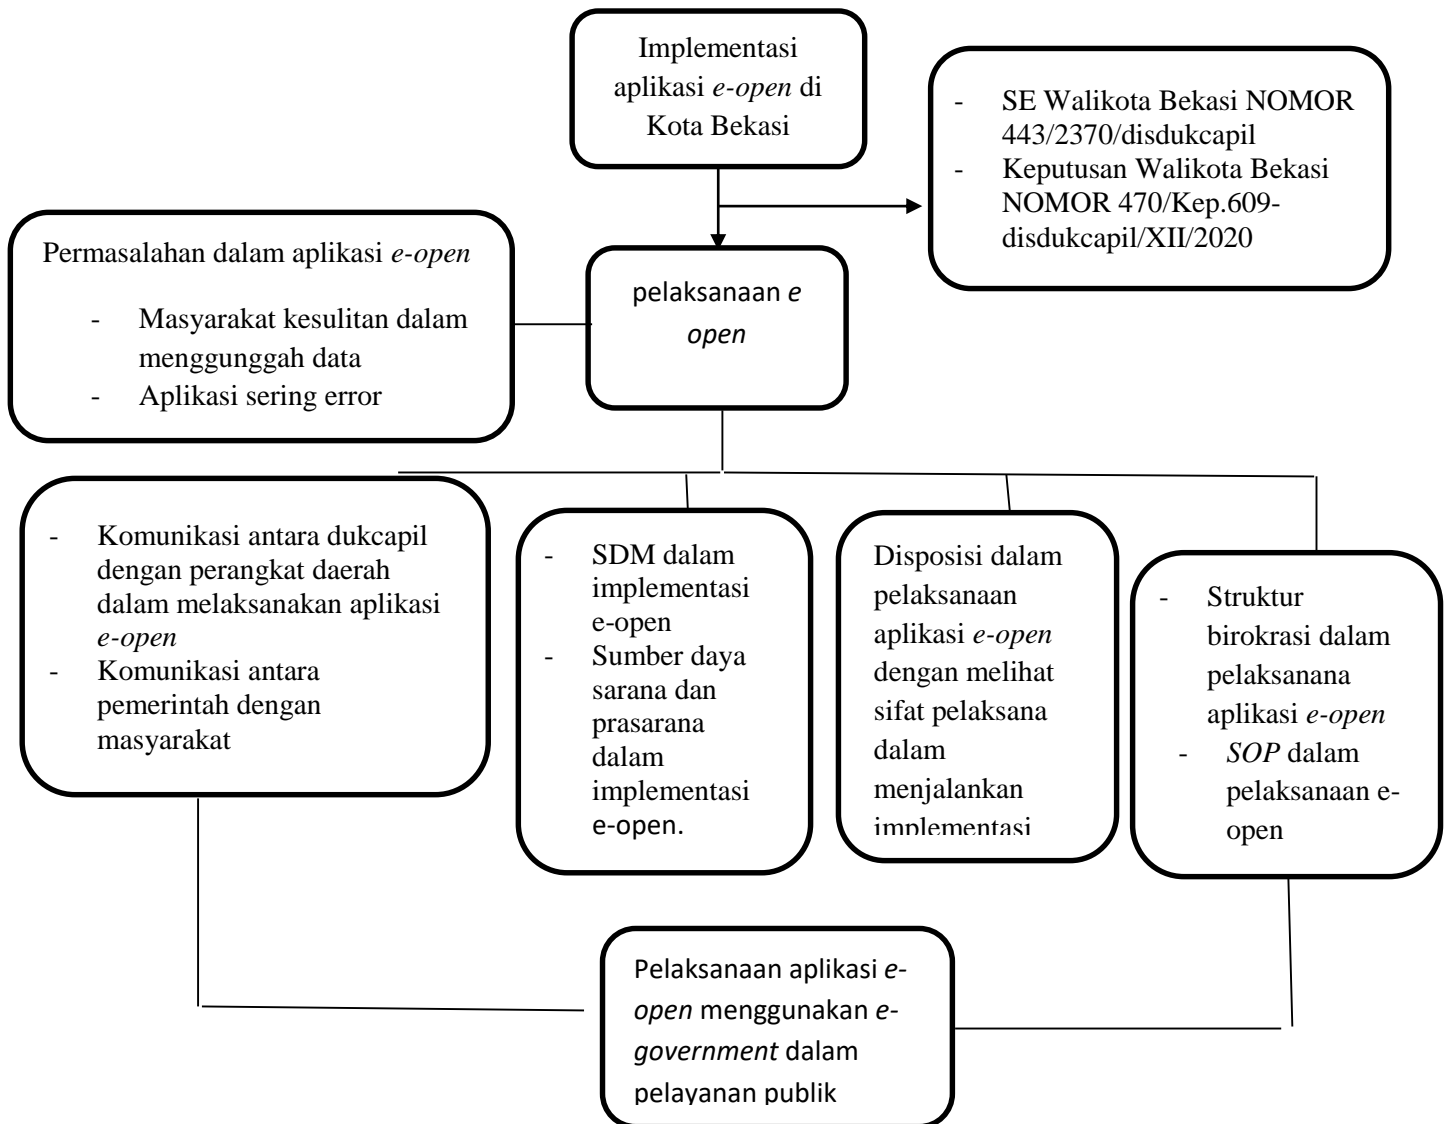 Implementasi
aplikasi e-open di
Kota Bekasi
- SE Walikota Bekasi NOMOR
443/2370/disdukcapil
- Keputusan Walikota Bekasi
NOMOR 470/Kep.609-
disdukcapil/XII/2020
Permasalahan dalam aplikasi e-open
- Masyarakat kesulitan dalam
menggunggah data
- Aplikasi sering error
pelaksanaan e
open
- Komunikasi antara dukcapil
dengan perangkat daerah
dalam melaksanakan aplikasi
e-open
- Komunikasi antara
pemerintah dengan
masyarakat
- SDM dalam
implementasi
e-open
- Sumber daya
sarana dan
prasarana
dalam
implementasi
e-open.
Disposisi dalam
pelaksanaan
aplikasi e-open
dengan melihat
sifat pelaksana
dalam
menjalankan
implementasi
- Struktur
birokrasi dalam
pelaksanana
aplikasi e-open
- SOP dalam
pelaksanaan e-
open
Pelaksanaan aplikasi e-
open menggunakan e-
government dalam
pelayanan publik